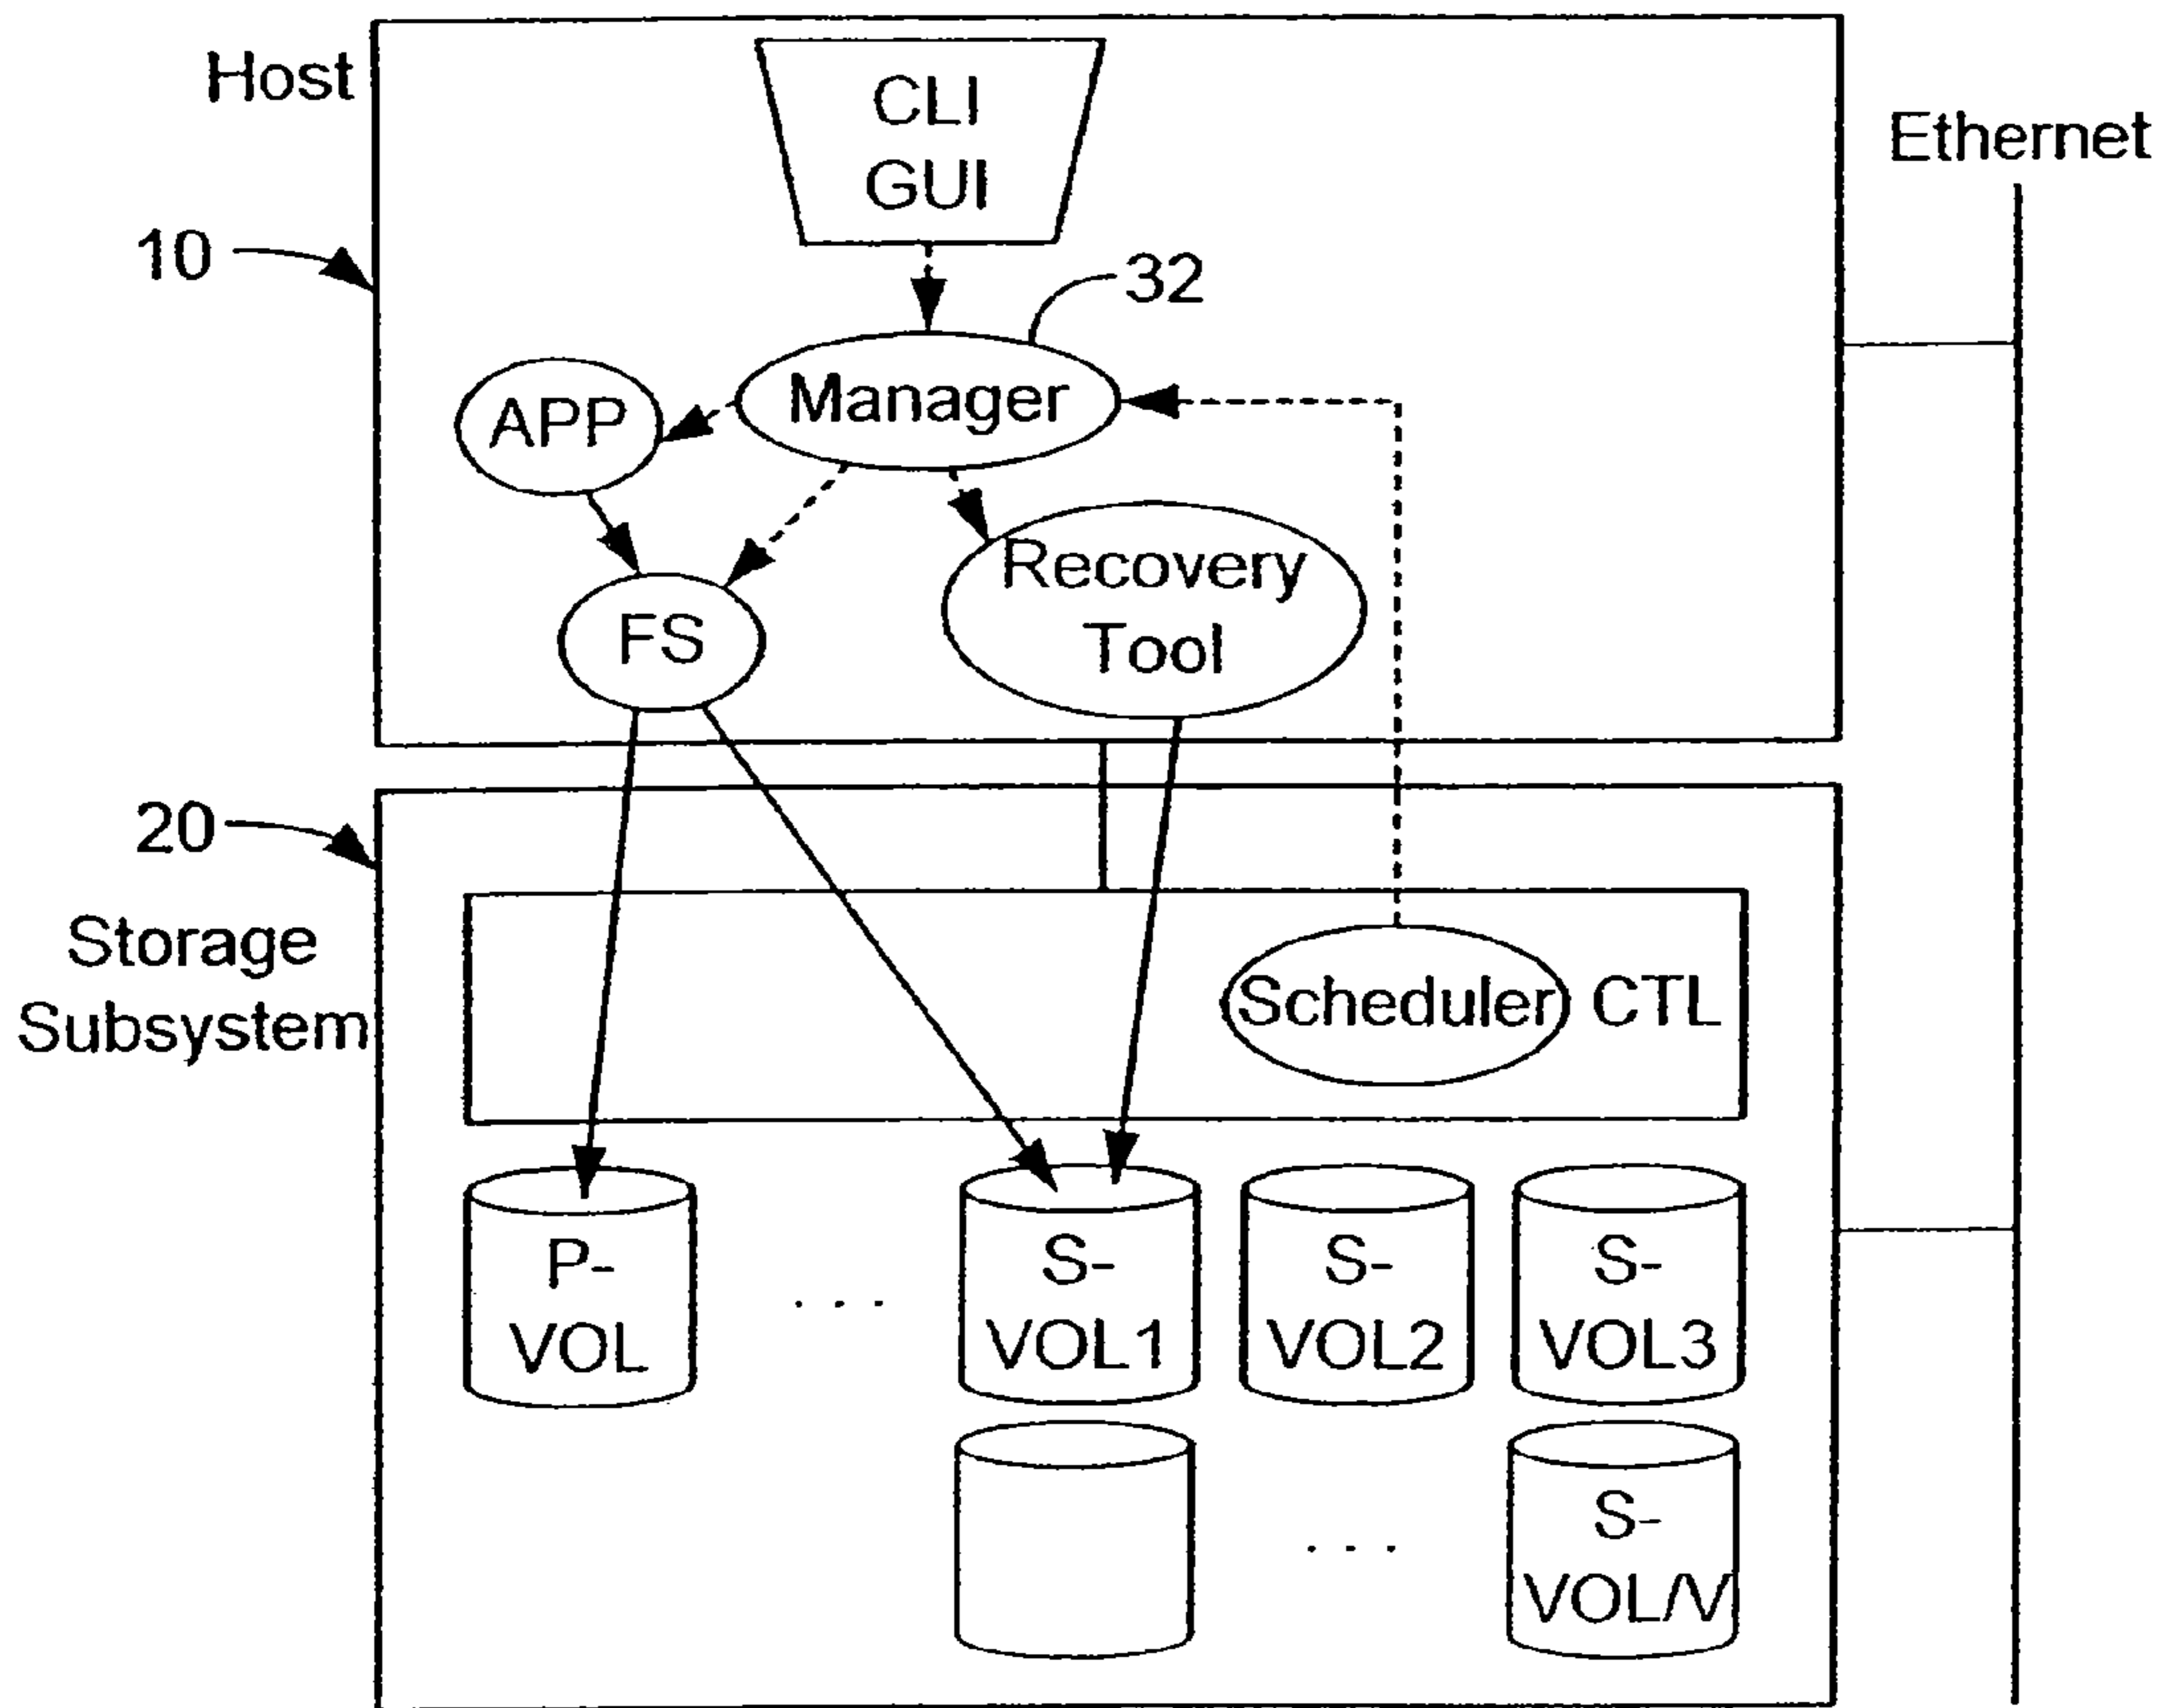 Host
CLI
GUI
Ethernet
10
32
Manager
APP
Recovery
Tool
FS
20
Storage
Subsystem
Scheduler
CTL
P-
VOL
. . .
S-
VOL1
S-
VOL2
S-
VOL3
. . .
S-
VOL/V